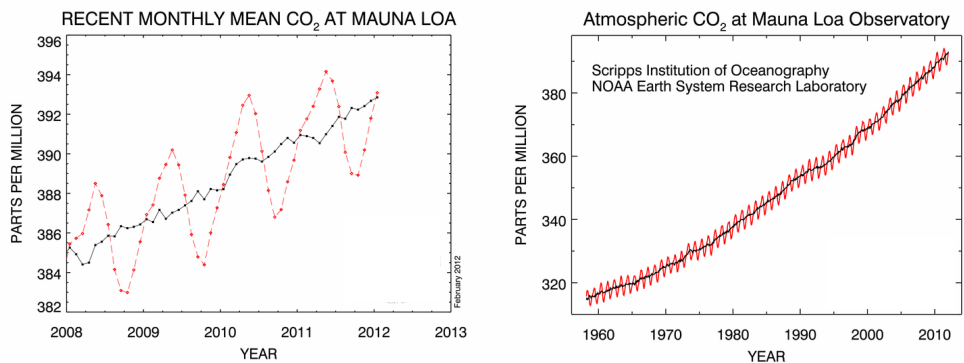 RECENT MONTHLY MEAN CO₂ AT MAUNA LOA
396
394
392
390
388
386
384
382
PARTS PER MILLION
2008 2009 2010 2011 2012 2013
YEAR
February 2012
Atmospheric CO₂ at Mauna Loa Observatory
Scripps Institution of Oceanography
NOAA Earth System Research Laboratory
380
360
340
320
PARTS PER MILLION
1960 1970 1980 1990 2000 2010
YEAR